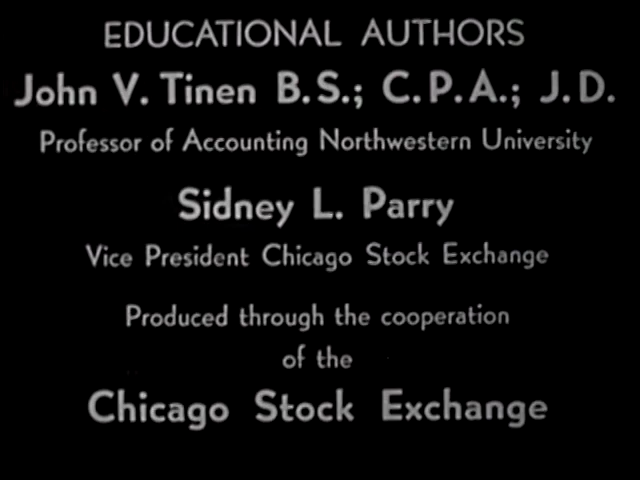 EDUCATIONAL AUTHORS
John V. Tinen B.S.; C.P.A.; J.D.
Professor of Accounting Northwestern University
Sidney L. Parry
Vice President Chicago Stock Exchange
Produced through the cooperation
of the
Chicago Stock Exchange